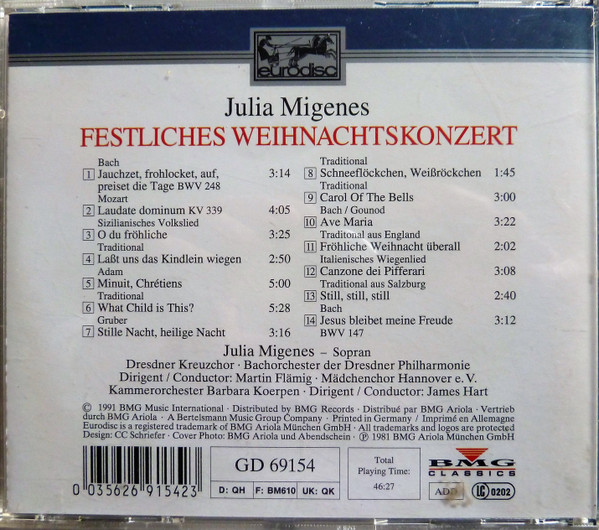 eurodisc
Julia Migenes
FESTLICHES WEIHNACHTSKONZERT
Bach
1 Jauchzet, frohlocket, auf, 3:14
preiset die Tage BWV 248
Mozart
2 Laudate dominum KV 339 4:05
Sizilianisches Volkslied
3 O du fröhliche 3:25
Traditional
4 Laßt uns das Kindlein wiegen 2:50
Adam
5 Minuit, Chrétiens 5:00
Traditional
6 What Child is This? 5:28
Gruber
7 Stille Nacht, heilige Nacht 3:16
Traditional
8 Schneeflöckchen, Weißröckchen 1:45
Traditional
9 Carol Of The Bells 3:00
Bach / Gounod
10 Ave Maria 3:22
Traditonal aus England
11 Fröhliche Weihnacht überall 2:02
Italienisches Wiegenlied
12 Canzone dei Pifferari 3:08
Traditional aus Salzburg
13 Still, still, still 2:40
Bach
14 Jesus bleibet meine Freude 3:12
BWV 147
Julia Migenes – Sopran
Dresdner Kreuzchor · Bachorchester der Dresdner Philharmonie
Dirigent / Conductor: Martin Flämig · Mädchenchor Hannover e. V.
Kammerorchester Barbara Koerpen · Dirigent / Conductor: James Hart
© 1991 BMG Music International · Distributed by BMG Records · Distribué par BMG Ariola · Vertrieb
durch BMG Ariola · A Bertelsmann Music Group Company · Printed in Germany / Imprimé en Allemagne
Eurodisc is a registered trademark of BMG Ariola München GmbH · All trademarks and logos are protected
Design: CC Schriefer · Cover Photo: BMG Ariola und Abendschein · ℗ 1981 BMG Ariola München GmbH
0 035626 915423
GD 69154
D: QH F: BM610 UK: QK
Total
Playing Time:
46:27
BMG
CLASSICS
LC 0202